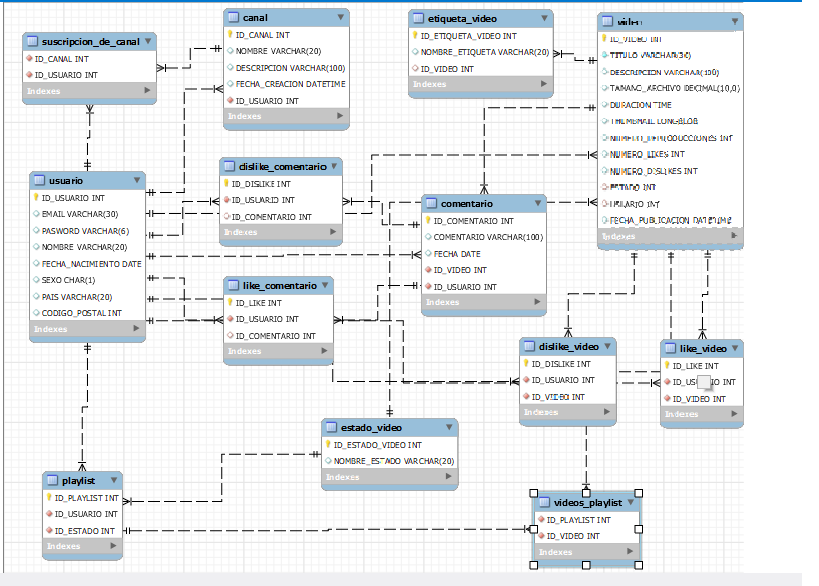 canal
ID_CANAL INT
NOMBRE VARCHAR(20)
DESCRIPCION VARCHAR(100)
FECHA_CREACION DATETIME
ID_USUARIO INT
Indexes
etiqueta_video
ID_ETIQUETA_VIDEO INT
NOMBRE_ETIQUETA VARCHAR(20)
ID_VIDEO INT
Indexes
video
ID_VIDEO INT
TITULO VARCHAR(30)
DESCRIPCION VARCHAR(100)
TAMANO_ARCHIVO DECIMAL(10,0)
DURACION TIME
THUMBNAIL LONGBLOB
NUMERO_REPRODUCCIONES INT
NUMERO_LIKES INT
NUMERO_DISLIKES INT
ESTADO INT
USUARIO INT
FECHA_PUBLICACION DATETIME
Indexes
suscripcion_de_canal
ID_CANAL INT
ID_USUARIO INT
Indexes
usuario
ID_USUARIO INT
EMAIL VARCHAR(30)
PASWORD VARCHAR(6)
NOMBRE VARCHAR(20)
FECHA_NACIMIENTO DATE
SEXO CHAR(1)
PAIS VARCHAR(20)
CODIGO_POSTAL INT
Indexes
dislike_comentario
ID_DISLIKE INT
ID_USUARIO INT
ID_COMENTARIO INT
Indexes
comentario
ID_COMENTARIO INT
COMENTARIO VARCHAR(100)
FECHA DATE
ID_VIDEO INT
ID_USUARIO INT
Indexes
like_comentario
ID_LIKE INT
ID_USUARIO INT
ID_COMENTARIO INT
Indexes
dislike_video
ID_DISLIKE INT
ID_USUARIO INT
ID_VIDEO INT
Indexes
like_video
ID_LIKE INT
ID_VIDEO INT
Indexes
estado_video
ID_ESTADO_VIDEO INT
NOMBRE_ESTADO VARCHAR(20)
Indexes
playlist
ID_PLAYLIST INT
ID_USUARIO INT
ID_ESTADO INT
Indexes
videos_playlist
ID_PLAYLIST INT
ID_VIDEO INT
Indexes